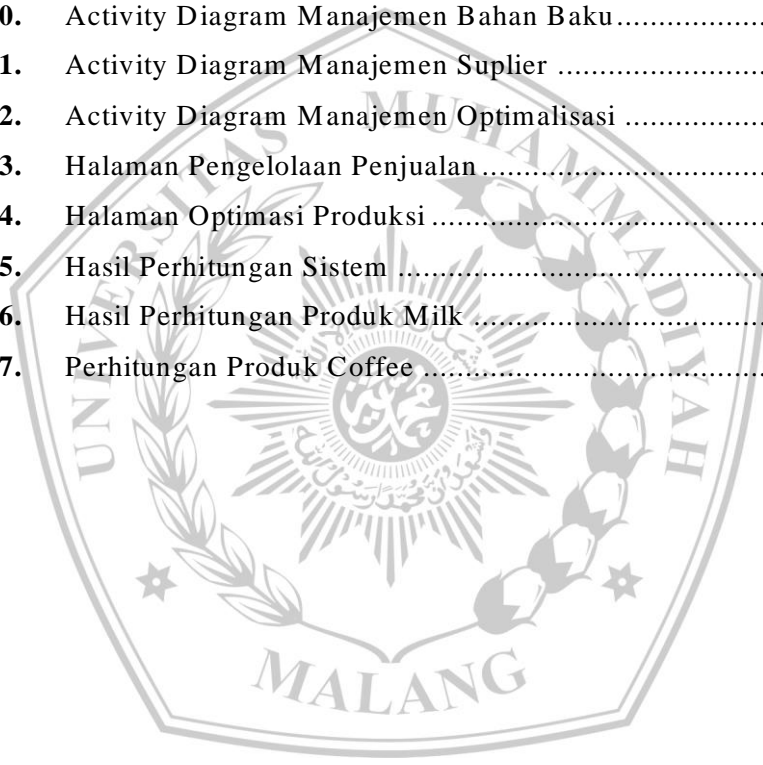 0. Activity Diagram Manajemen Bahan Baku..................
1. Activity Diagram Manajemen Suplier ..........................
2. Activity Diagram Manajemen Optimalisasi ..................
3. Halaman Pengelolaan Penjualan...................................
4. Halaman Optimasi Produksi .........................................
5. Hasil Perhitungan Sistem .............................................
6. Hasil Perhitungan Produk Milk ....................................
7. Perhitungan Produk Coffee ..........................................
UNIVERSITAS MUHAMMADIYAH
MALANG